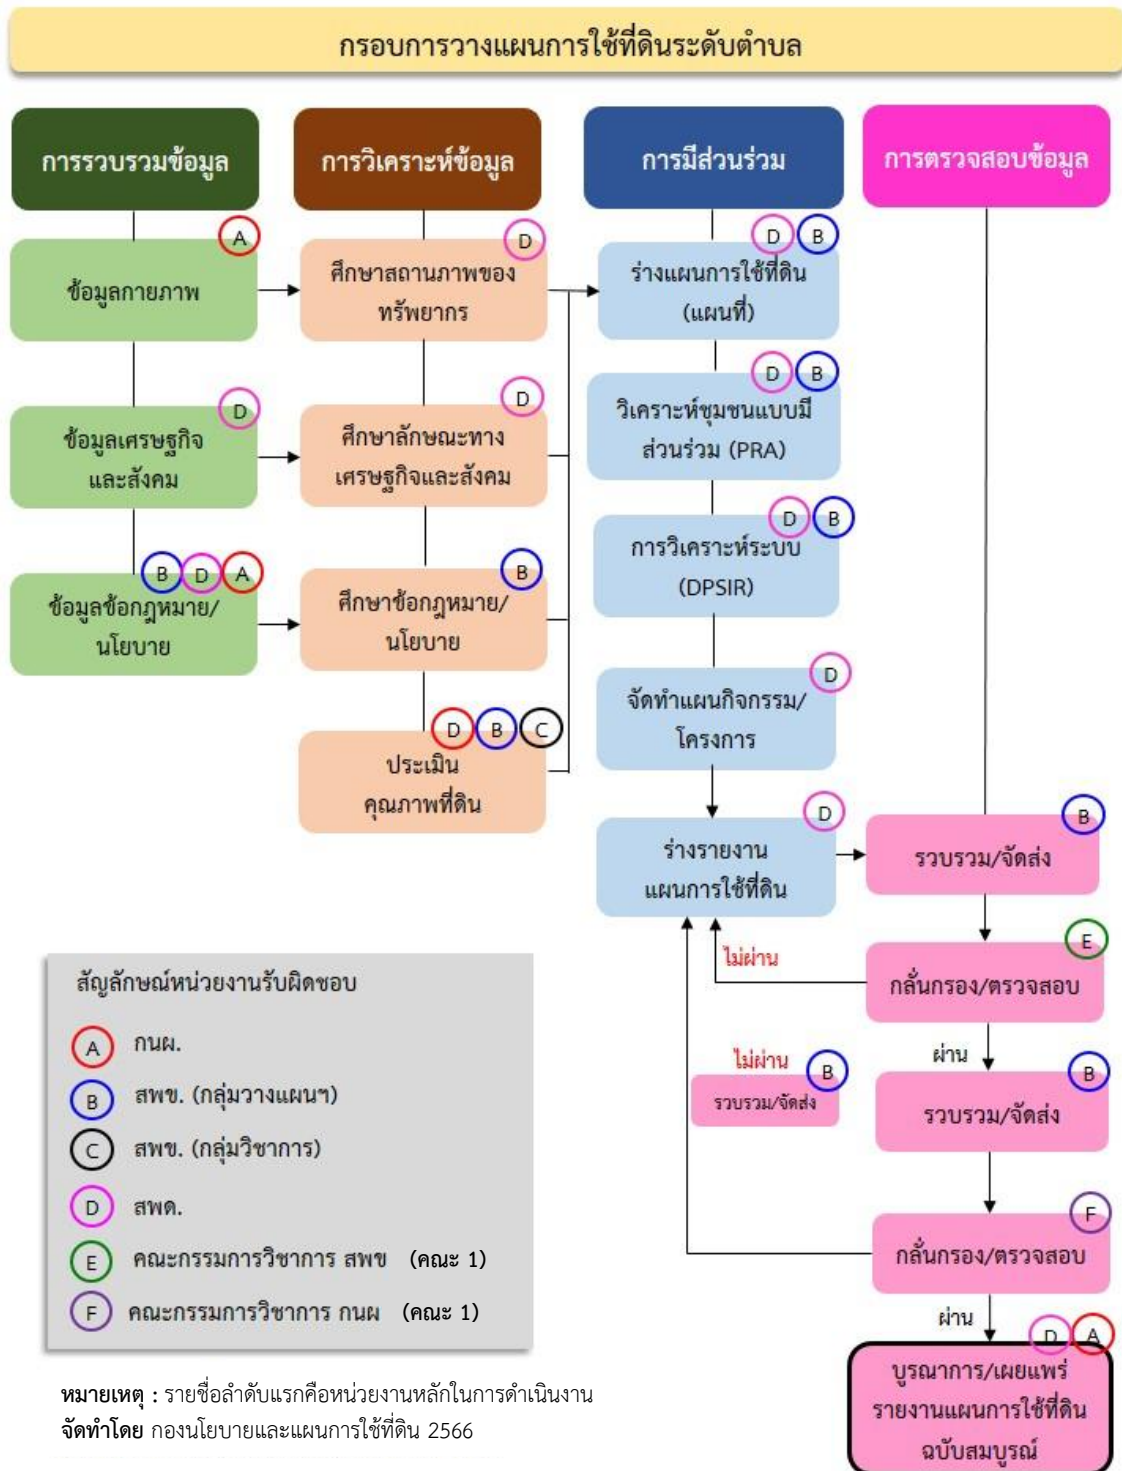 กรอบการวางแผนการใช้ที่ดินระดับตำบล
การรวบรวมข้อมูล
A
ข้อมูลกายภาพ
D
ข้อมูลเศรษฐกิจ
และสังคม
B D A
ข้อมูลข้อกฎหมาย/
นโยบาย
การวิเคราะห์ข้อมูล
D
ศึกษาสถานภาพของ
ทรัพยากร
D
ศึกษาลักษณะทาง
เศรษฐกิจและสังคม
B
ศึกษาข้อกฎหมาย/
นโยบาย
D B C
ประเมิน
คุณภาพที่ดิน
การมีส่วนร่วม
D B
ร่างแผนการใช้ที่ดิน
(แผนที่)
D B
วิเคราะห์ชุมชนแบบมี
ส่วนร่วม (PRA)
D B
การวิเคราะห์ระบบ
(DPSIR)
D
จัดทำแผนกิจกรรม/
โครงการ
D
ร่างรายงาน
แผนการใช้ที่ดิน
การตรวจสอบข้อมูล
B
รวบรวม/จัดส่ง
E
กลั่นกรอง/ตรวจสอบ
ไม่ผ่าน
ผ่าน
B
รวบรวม/จัดส่ง
ไม่ผ่าน
B
รวบรวม/จัดส่ง
F
กลั่นกรอง/ตรวจสอบ
ผ่าน
D A
บูรณาการ/เผยแพร่
รายงานแผนการใช้ที่ดิน
ฉบับสมบูรณ์
สัญลักษณ์หน่วยงานรับผิดชอบ
A กนผ.
B สพข. (กลุ่มวางแผนฯ)
C สพข. (กลุ่มวิชาการ)
D สพด.
E คณะกรรมการวิชาการ สพข (คณะ 1)
F คณะกรรมการวิชาการ กนผ (คณะ 1)
หมายเหตุ : รายชื่อลำดับแรกคือหน่วยงานหลักในการดำเนินงาน
จัดทำโดย กองนโยบายและแผนการใช้ที่ดิน 2566